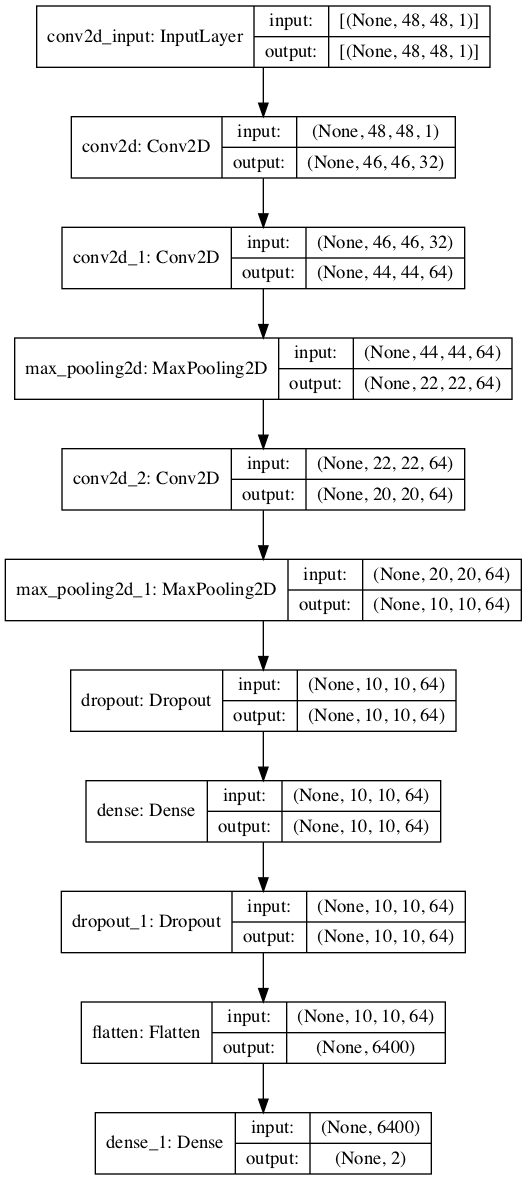 conv2d_input: InputLayer
input:
[(None, 48, 48, 1)]
output:
[(None, 48, 48, 1)]
conv2d: Conv2D
input:
(None, 48, 48, 1)
output:
(None, 46, 46, 32)
conv2d_1: Conv2D
input:
(None, 46, 46, 32)
output:
(None, 44, 44, 64)
max_pooling2d: MaxPooling2D
input:
(None, 44, 44, 64)
output:
(None, 22, 22, 64)
conv2d_2: Conv2D
input:
(None, 22, 22, 64)
output:
(None, 20, 20, 64)
max_pooling2d_1: MaxPooling2D
input:
(None, 20, 20, 64)
output:
(None, 10, 10, 64)
dropout: Dropout
input:
(None, 10, 10, 64)
output:
(None, 10, 10, 64)
dense: Dense
input:
(None, 10, 10, 64)
output:
(None, 10, 10, 64)
dropout_1: Dropout
input:
(None, 10, 10, 64)
output:
(None, 10, 10, 64)
flatten: Flatten
input:
(None, 10, 10, 64)
output:
(None, 6400)
dense_1: Dense
input:
(None, 6400)
output:
(None, 2)